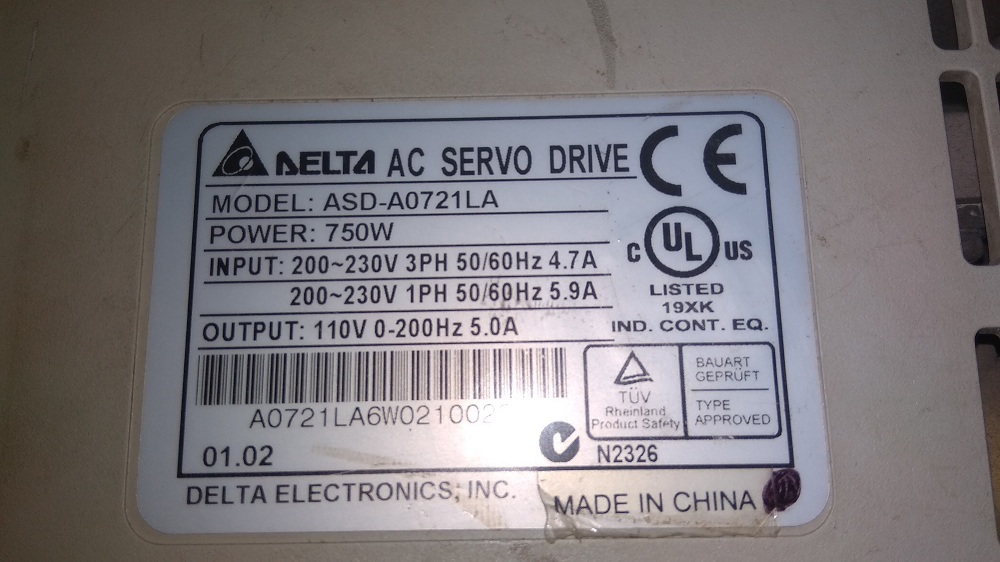 DELTA AC SERVO DRIVE
MODEL: ASD-A0721LA
POWER: 750W
INPUT: 200~230V 3PH 50/60Hz 4.7A
200~230V 1PH 50/60Hz 5.9A
OUTPUT: 110V 0-200Hz 5.0A
CE
C UL US
LISTED
19XK
IND. CONT. EQ.
TÜV
Rheinland
Product Safety
BAUART
GEPRÜFT
TYPE
APPROVED
01.02
N2326
DELTA ELECTRONICS, INC.
MADE IN CHINA